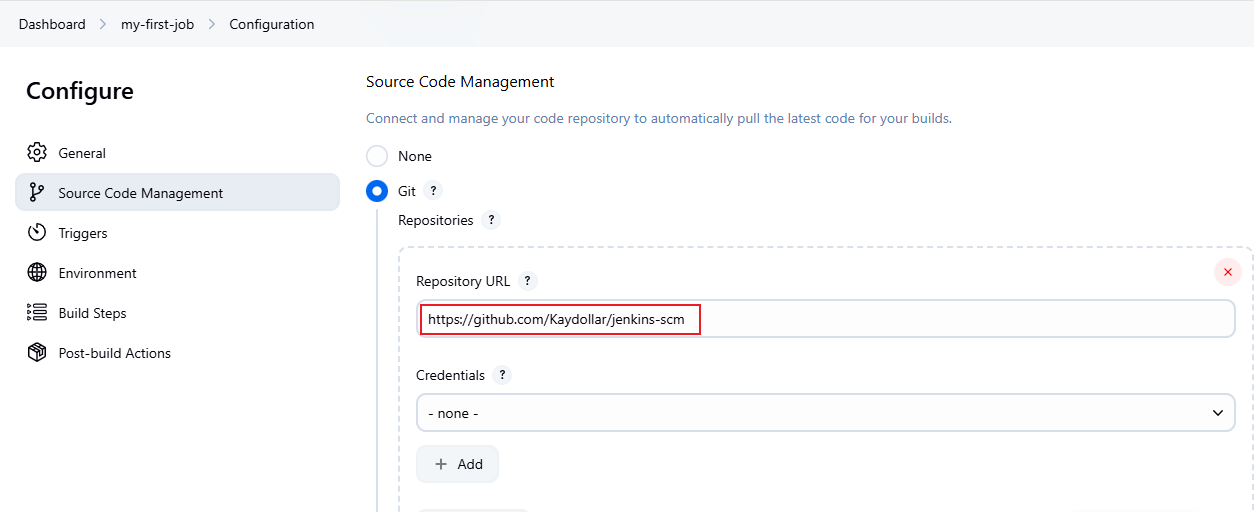 Dashboard > my-first-job > Configuration
Configure
General
Source Code Management
Triggers
Environment
Build Steps
Post-build Actions
Source Code Management
Connect and manage your code repository to automatically pull the latest code for your builds.
None
Git ?
Repositories ?
Repository URL ?
https://github.com/Kaydollar/jenkins-scm
Credentials ?
- none -
+ Add